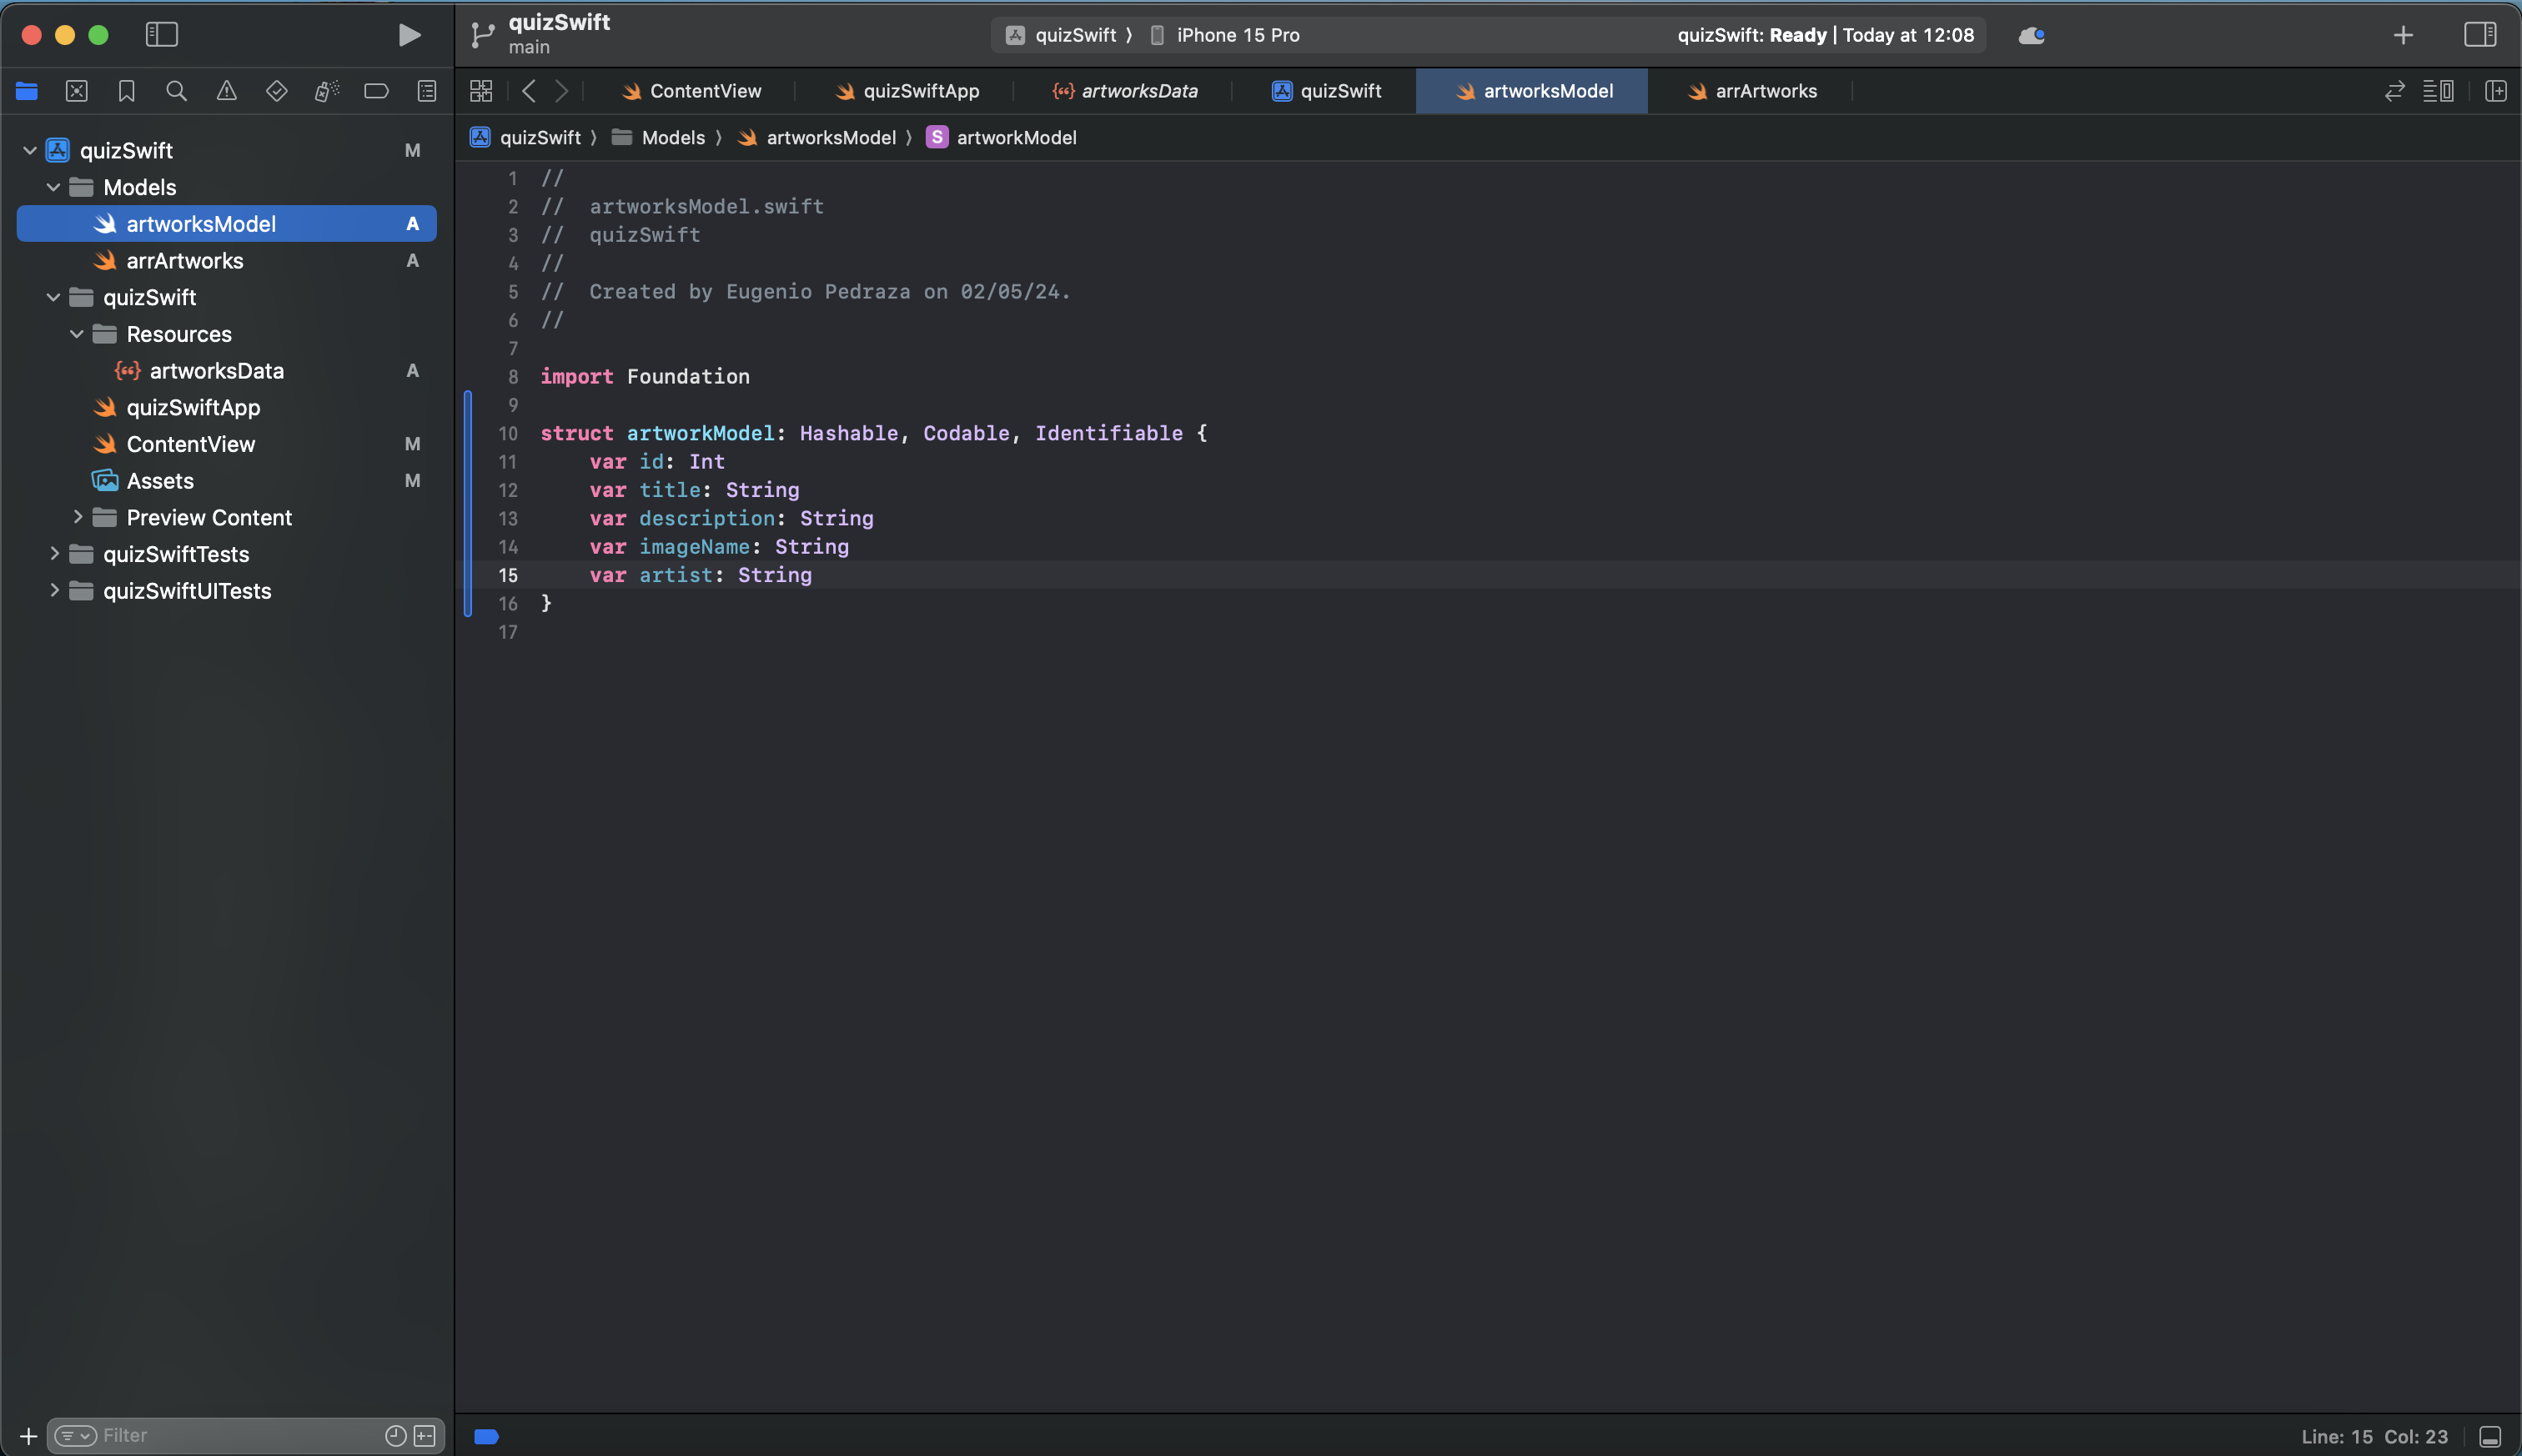 quizSwift
main
quizSwift ⟩ iPhone 15 Pro
quizSwift: Ready | Today at 12:08
ContentView
quizSwiftApp
artworksData
quizSwift
artworksModel
arrArtworks
quizSwift ⟩ Models ⟩ artworksModel ⟩ S artworkModel
quizSwift M
Models
artworksModel A
arrArtworks A
quizSwift
Resources
artworksData A
quizSwiftApp
ContentView M
Assets M
Preview Content
quizSwiftTests
quizSwiftUITests
Filter
1 //
2 //  artworksModel.swift
3 //  quizSwift
4 //
5 //  Created by Eugenio Pedraza on 02/05/24.
6 //
7
8 import Foundation
9
10 struct artworkModel: Hashable, Codable, Identifiable {
11     var id: Int
12     var title: String
13     var description: String
14     var imageName: String
15     var artist: String
16 }
17
Line: 15 Col: 23